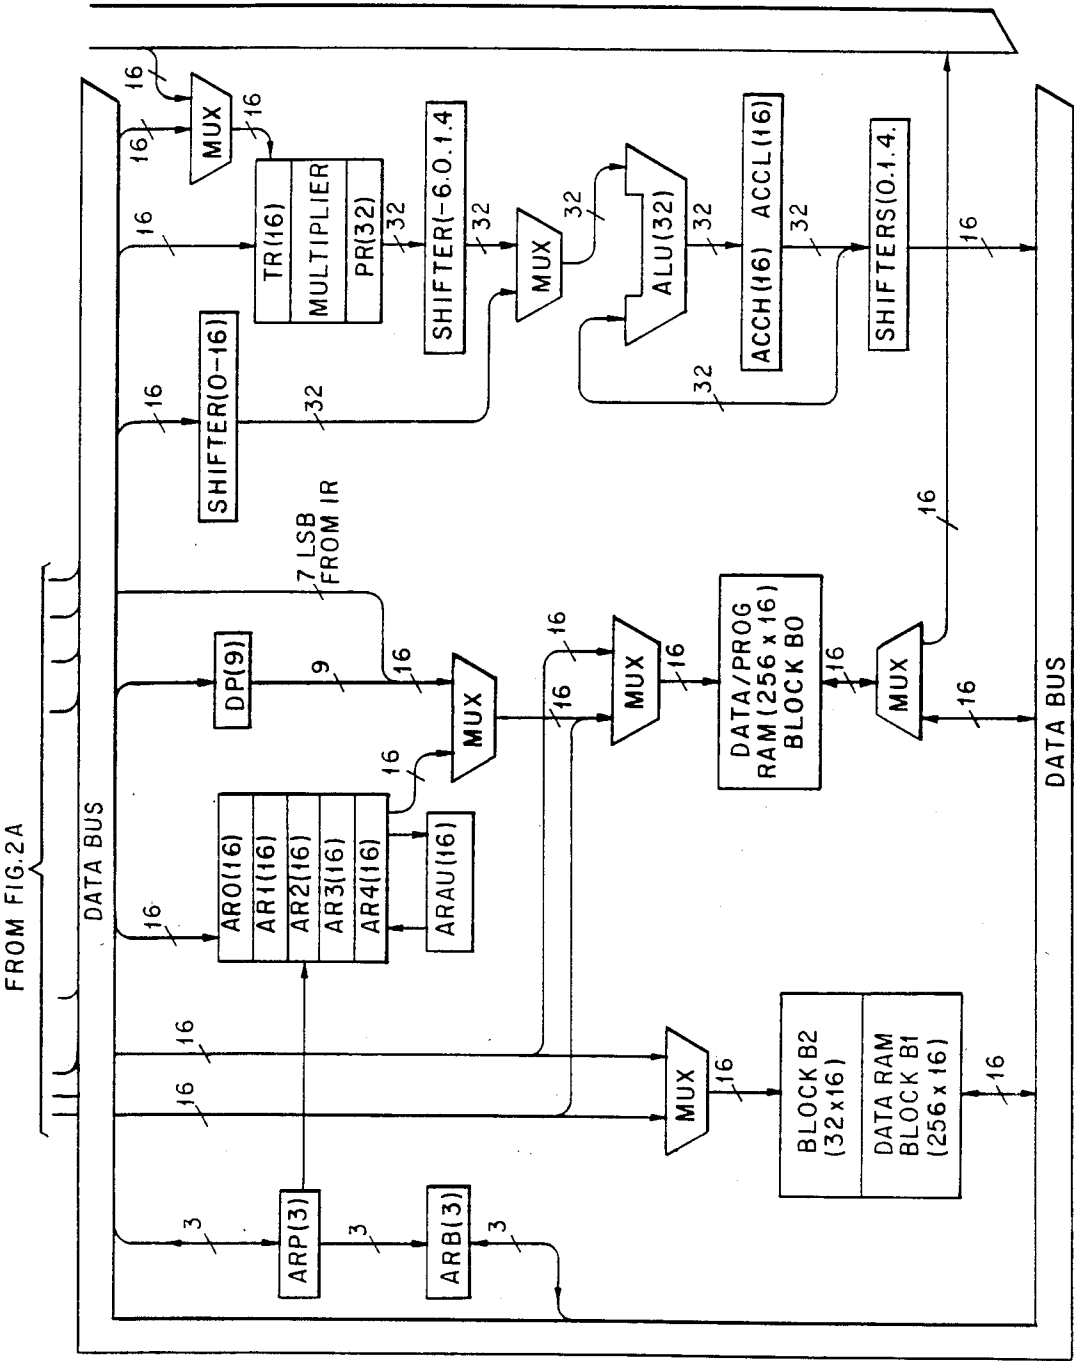 FROM FIG.2A
DATA BUS
3
ARP(3)
3
ARB(3)
3
16
16
MUX
16
BLOCK B2
(32x16)
DATA RAM
BLOCK B1
(256 x 16)
16
16
AR0(16)
AR1(16)
AR2(16)
AR3(16)
AR4(16)
ARAU(16)
16
DP(9)
9
16
7 LSB
FROM IR
MUX
16
16
MUX
16
DATA/PROG
RAM(256 x 16)
BLOCK B0
16
MUX
16
16
16
SHIFTER(0-16)
32
16
16
16
MUX
16
TR(16)
MULTIPLIER
PR(32)
32
SHIFTER(-6.0.1.4)
32
MUX
32
ALU(32)
32
32
ACCH(16) ACCL(16)
32
SHIFTERS(0.1.4.
16
DATA BUS